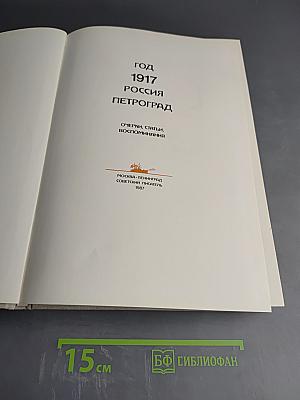 ГОД
1917
РОССИЯ
ПЕТРОГРАД
ОЧЕРКИ, СТАТЬИ,
ВОСПОМИНАНИЯ
МОСКВА·ЛЕНИНГРАД
СОВЕТСКИЙ ПИСАТЕЛЬ
1987
15 см
БФ БИБЛИОФАН